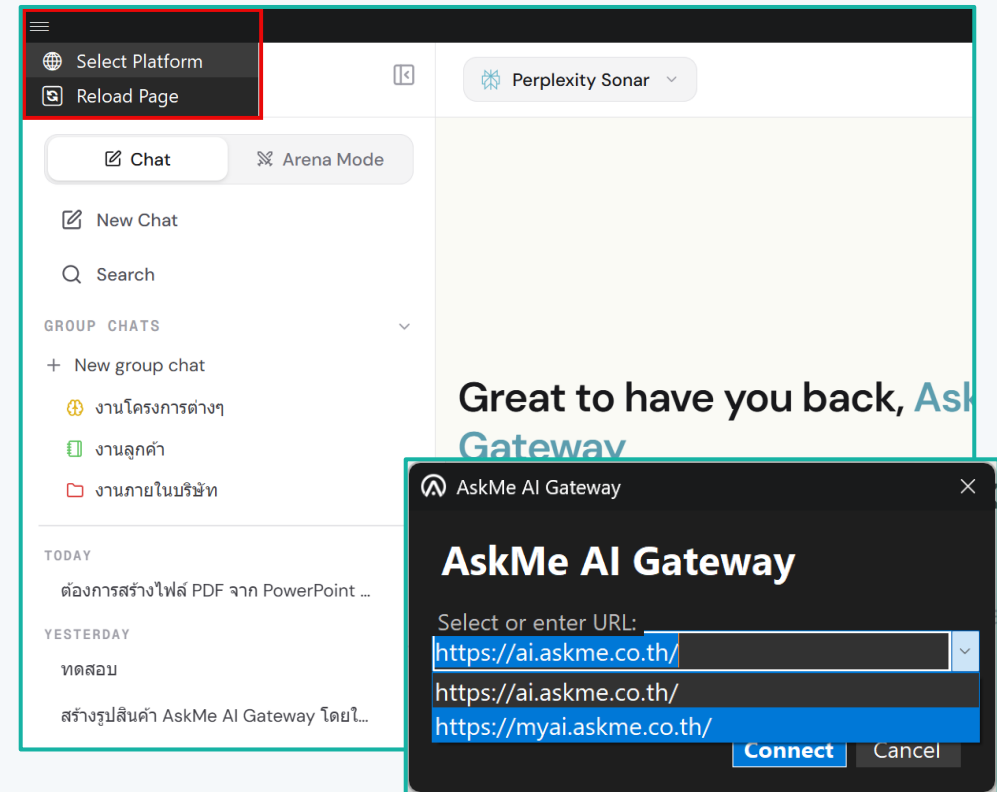 Select Platform
Reload Page
Perplexity Sonar
Chat
Arena Mode
New Chat
Search
GROUP CHATS
New group chat
งานโครงการต่างๆ
งานลูกค้า
งานภายในบริษัท
TODAY
ต้องการสร้างไฟล์ PDF จาก PowerPoint ...
YESTERDAY
ทดสอบ
สร้างรูปสินค้า AskMe AI Gateway โดยใ...
Great to have you back, Ask
Gateway
AskMe AI Gateway
AskMe AI Gateway
Select or enter URL:
https://ai.askme.co.th/
https://ai.askme.co.th/
https://myai.askme.co.th/
Connect
Cancel